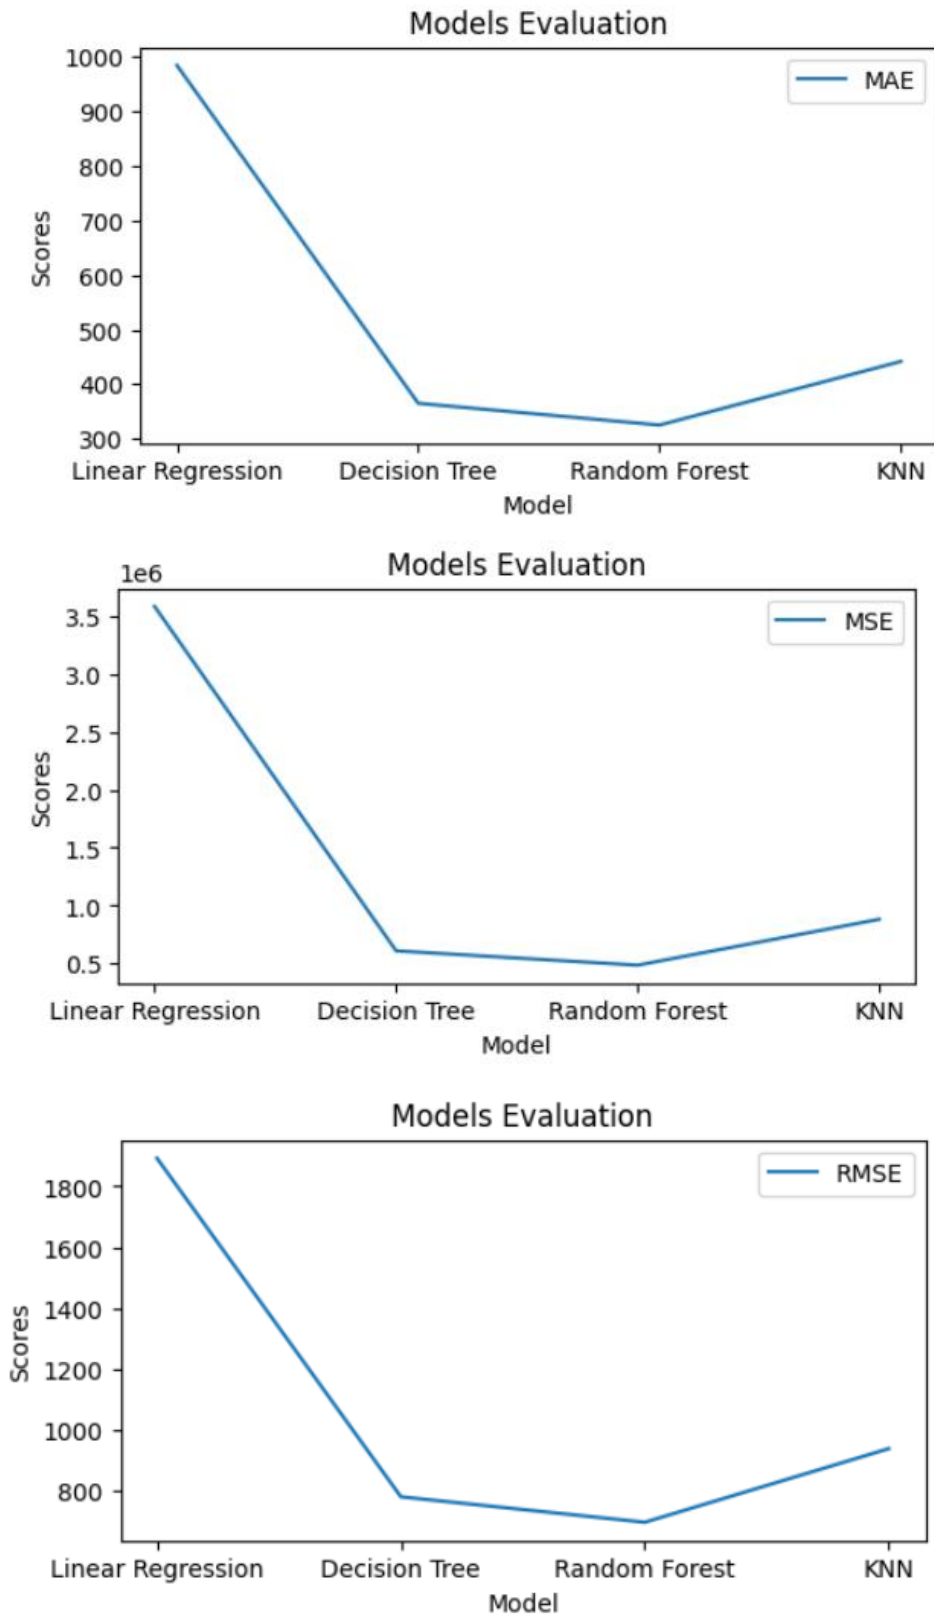 Models Evaluation
MAE
1000
900
800
700
600
500
400
300
Scores
Linear Regression Decision Tree Random Forest KNN
Model
Models Evaluation
1e6
MSE
3.5
3.0
2.5
2.0
1.5
1.0
0.5
Scores
Linear Regression Decision Tree Random Forest KNN
Model
Models Evaluation
RMSE
1800
1600
1400
1200
1000
800
Scores
Linear Regression Decision Tree Random Forest KNN
Model